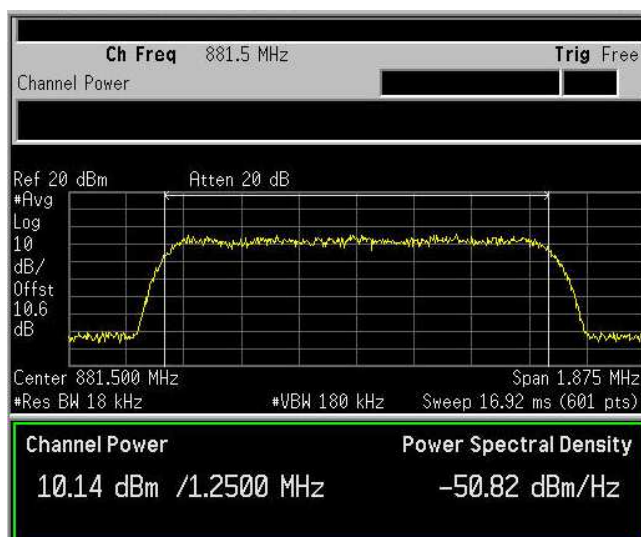 Ch Freq 881.5 MHz Trig Free
Channel Power
Ref 20 dBm Atten 20 dB
#Avg
Log
10
dB/
Offst
10.6
dB
Center 881.500 MHz Span 1.875 MHz
#Res BW 18 kHz #VBW 180 kHz Sweep 16.92 ms (601 pts)
Channel Power Power Spectral Density
10.14 dBm /1.2500 MHz -50.82 dBm/Hz